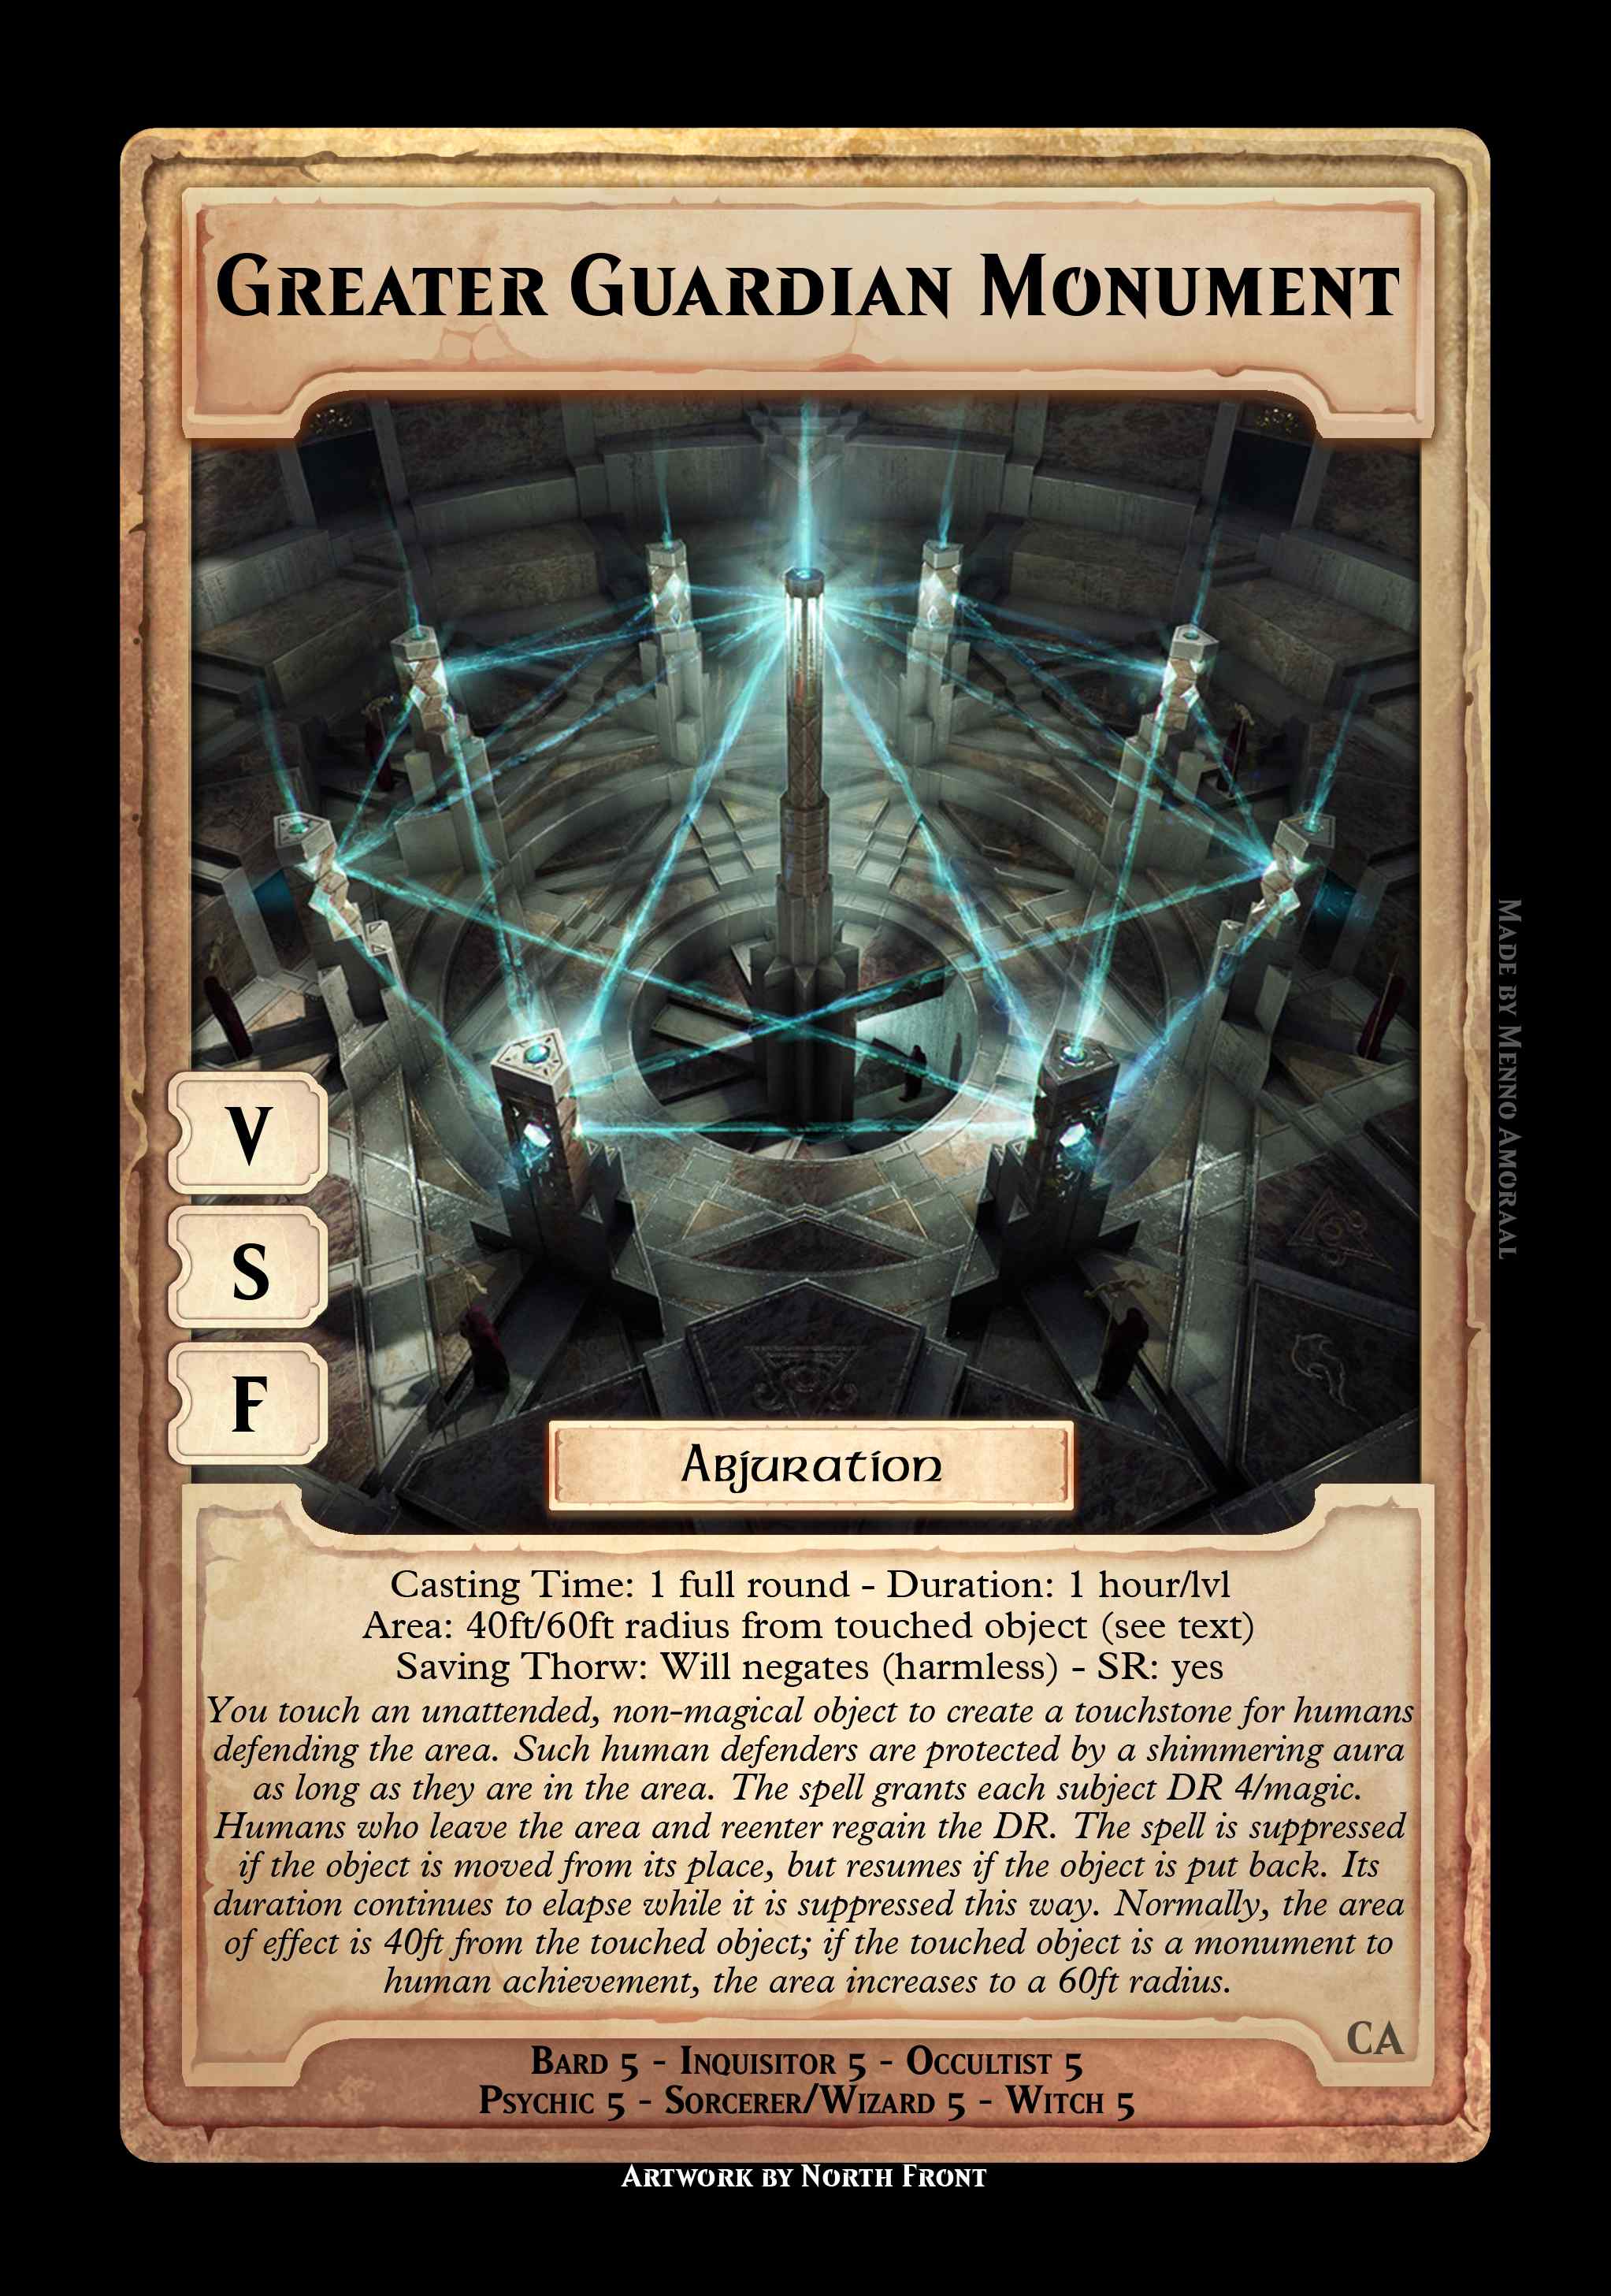 Greater Guardian Monument
V
S
F
Abjuration
Casting Time: 1 full round - Duration: 1 hour/lvl
Area: 40ft/60ft radius from touched object (see text)
Saving Thorw: Will negates (harmless) - SR: yes
You touch an unattended, non-magical object to create a touchstone for humans
defending the area. Such human defenders are protected by a shimmering aura
as long as they are in the area. The spell grants each subject DR 4/magic.
Humans who leave the area and reenter regain the DR. The spell is suppressed
if the object is moved from its place, but resumes if the object is put back. Its
duration continues to elapse while it is suppressed this way. Normally, the area
of effect is 40ft from the touched object; if the touched object is a monument to
human achievement, the area increases to a 60ft radius.
CA
Bard 5 - Inquisitor 5 - Occultist 5
Psychic 5 - Sorcerer/Wizard 5 - Witch 5
Artwork by North Front
Made by Menno Amoraal